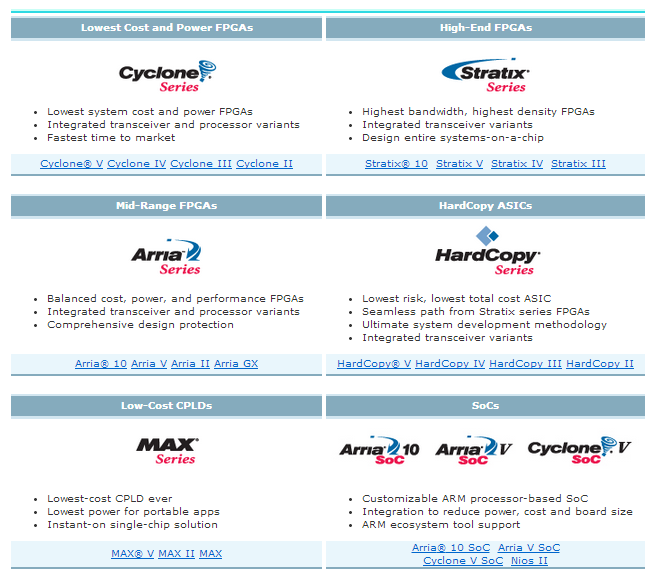 Lowest Cost and Power FPGAs
Cyclone®
Series
• Lowest system cost and power FPGAs
• Integrated transceiver and processor variants
• Fastest time to market
Cyclone® V Cyclone IV Cyclone III Cyclone II
High-End FPGAs
Stratix®
Series
• Highest bandwidth, highest density FPGAs
• Integrated transceiver variants
• Design entire systems-on-a-chip
Stratix® 10 Stratix V Stratix IV Stratix III
Mid-Range FPGAs
Arria®
Series
• Balanced cost, power, and performance FPGAs
• Integrated transceiver and processor variants
• Comprehensive design protection
Arria® 10 Arria V Arria II Arria GX
HardCopy ASICs
HardCopy®
Series
• Lowest risk, lowest total cost ASIC
• Seamless path from Stratix series FPGAs
• Ultimate system development methodology
• Integrated transceiver variants
HardCopy® V HardCopy IV HardCopy III HardCopy II
Low-Cost CPLDs
MAX®
Series
• Lowest-cost CPLD ever
• Lowest power for portable apps
• Instant-on single-chip solution
MAX® V MAX II MAX
SoCs
Arria 10
SoC
Arria V
SoC
Cyclone V
SoC
• Customizable ARM processor-based SoC
• Integration to reduce power, cost and board size
• ARM ecosystem tool support
Arria® 10 SoC Arria V SoC
Cyclone V SoC Nios II